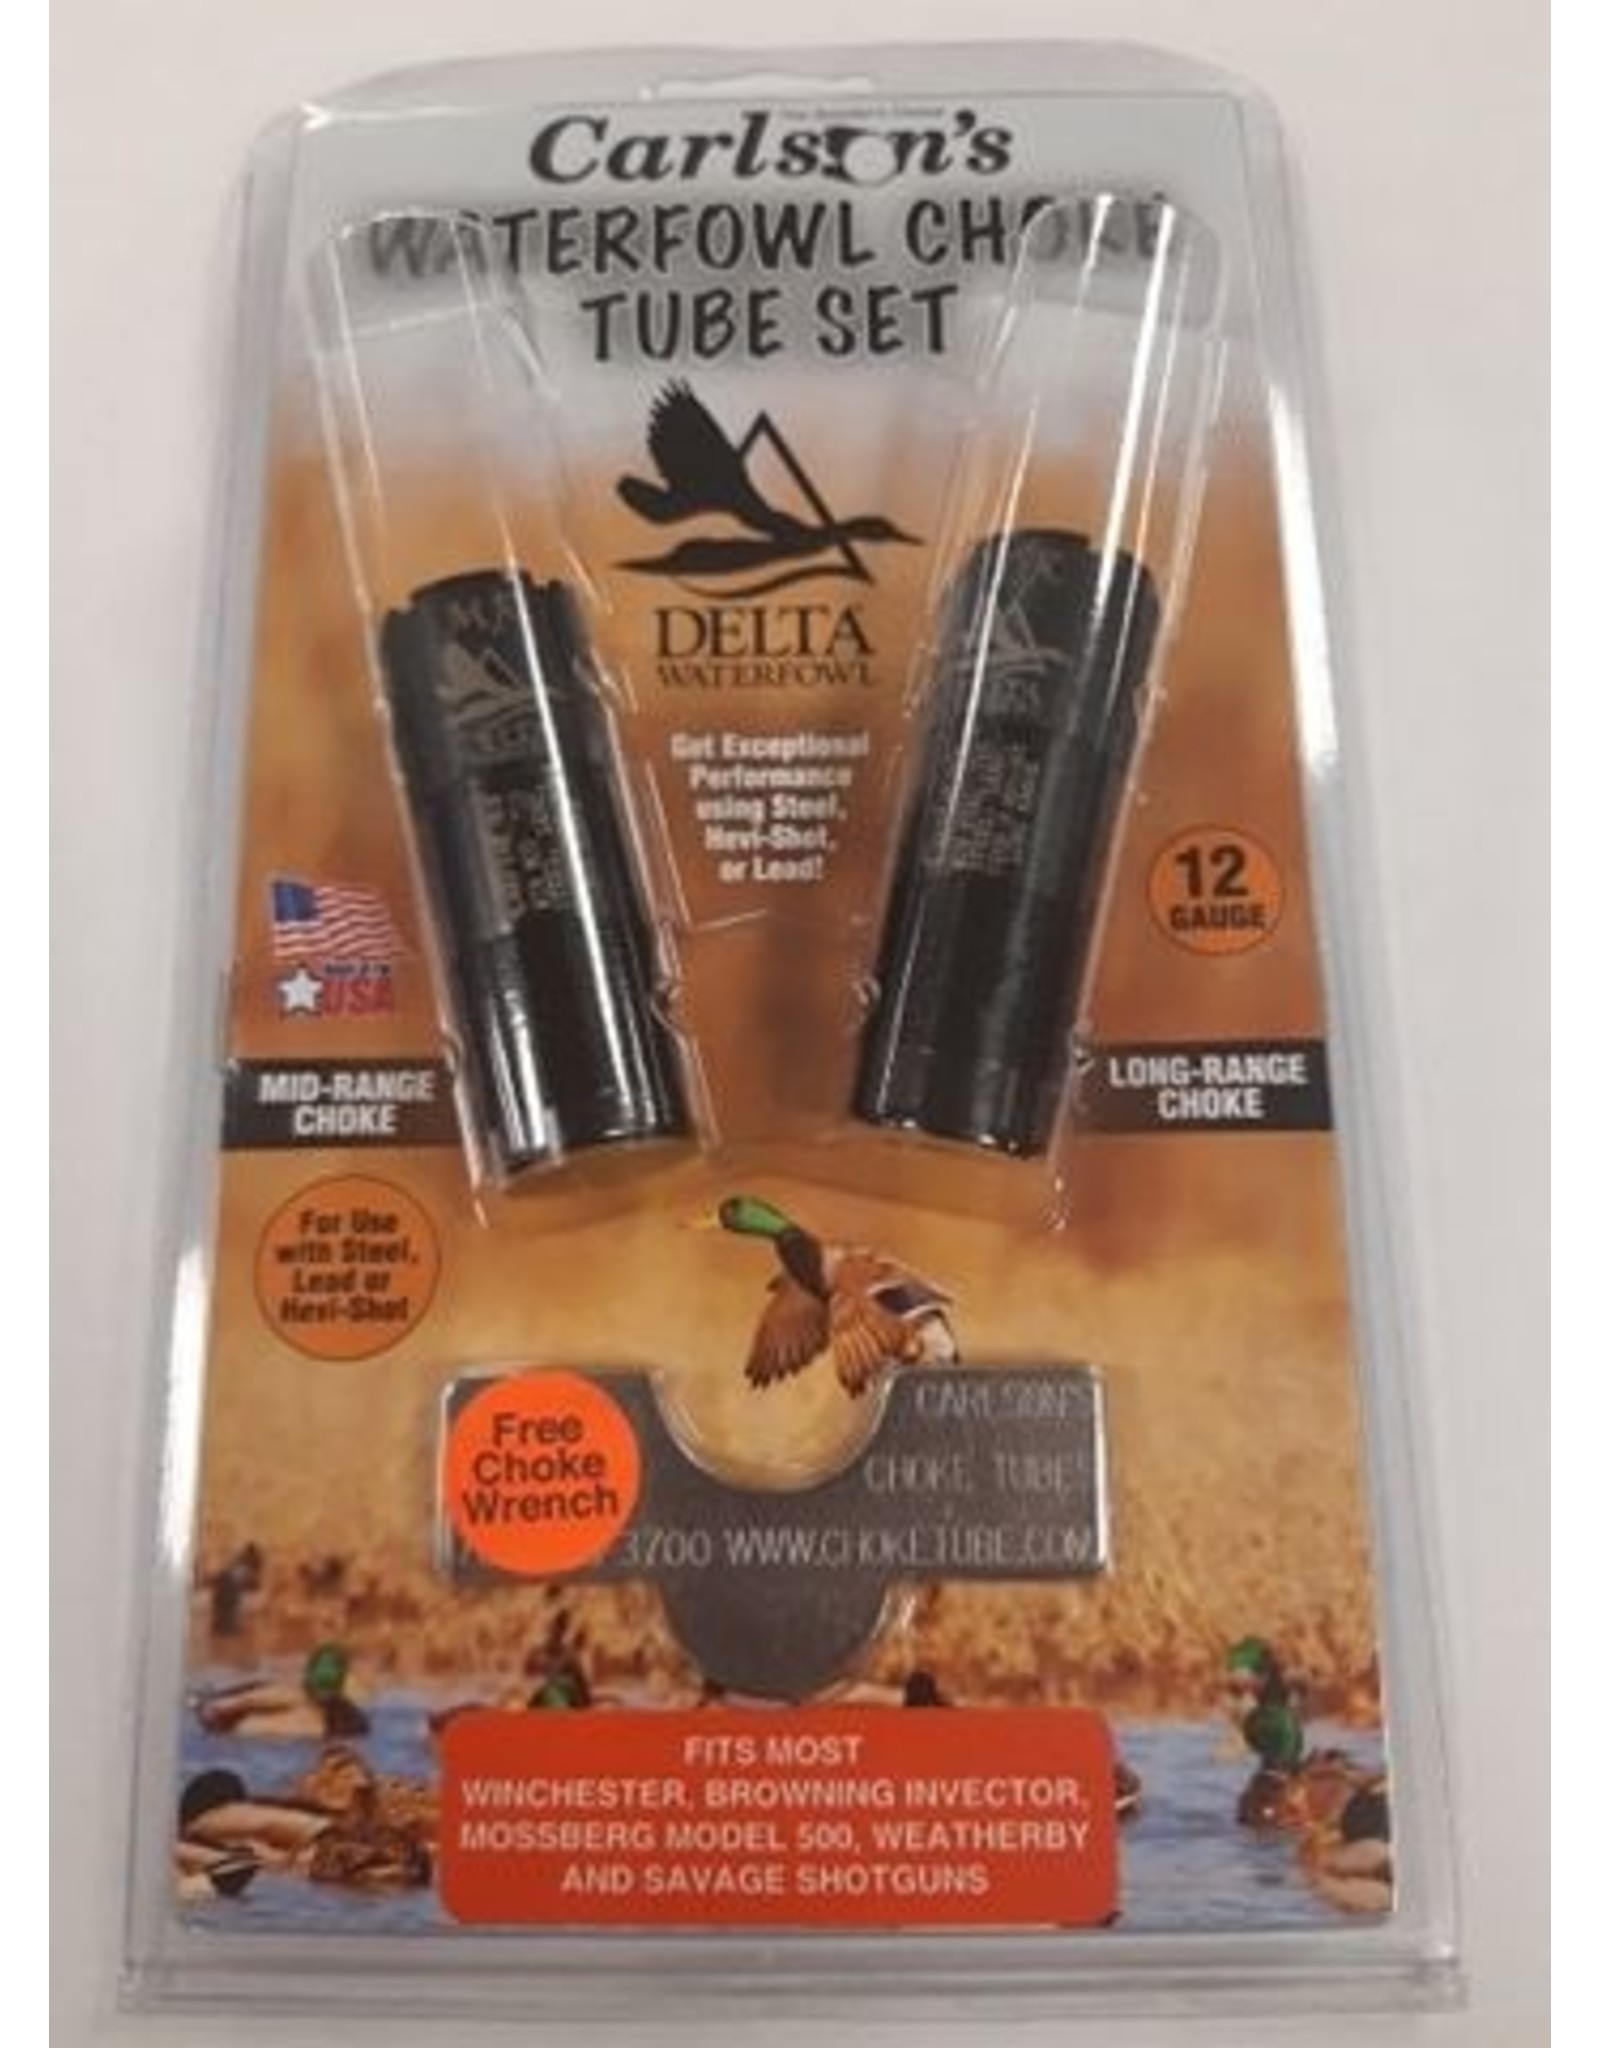 Carlson's
WATERFOWL CHOKE
TUBE SET
DELTA
WATERFOWL
Get Exceptional
Performance
using Steel,
Hevi-Shot,
or Lead!
12
GAUGE
USA
MID-RANGE
CHOKE
LONG-RANGE
CHOKE
For Use
with Steel,
Lead or
Hevi-Shot
Free
Choke
Wrench
CARLSON'S
CHOKE TUBES
3700 WWW.CHOKETUBE.COM
FITS MOST
WINCHESTER, BROWNING INVECTOR,
MOSSBERG MODEL 500, WEATHERBY
AND SAVAGE SHOTGUNS